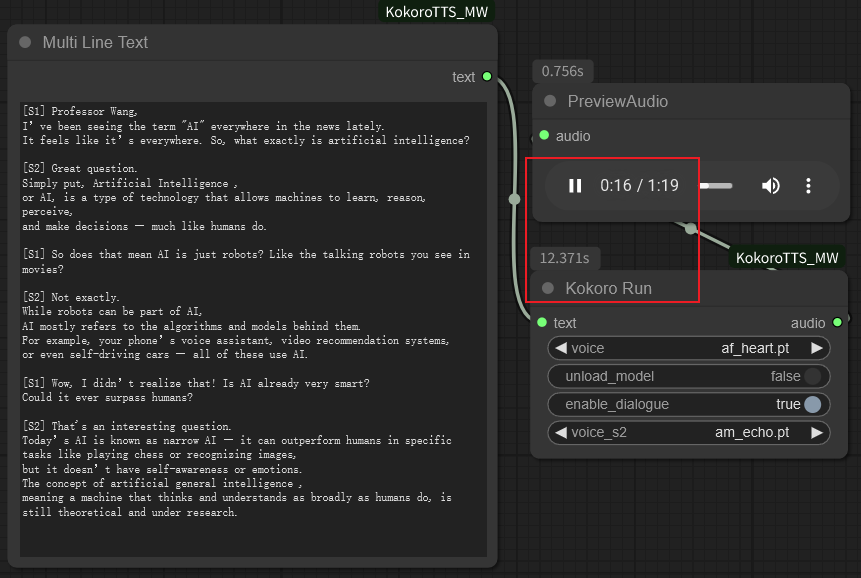 KokoroTTS_MW
Multi Line Text
text
[S1] Professor Wang,
I’ve been seeing the term "AI" everywhere in the news lately.
It feels like it’s everywhere. So, what exactly is artificial intelligence?
[S2] Great question.
Simply put, Artificial Intelligence ,
or AI, is a type of technology that allows machines to learn, reason,
perceive,
and make decisions — much like humans do.
[S1] So does that mean AI is just robots? Like the talking robots you see in
movies?
[S2] Not exactly.
While robots can be part of AI,
AI mostly refers to the algorithms and models behind them.
For example, your phone’s voice assistant, video recommendation systems,
or even self-driving cars — all of these use AI.
[S1] Wow, I didn’t realize that! Is AI already very smart?
Could it ever surpass humans?
[S2] That's an interesting question.
Today’s AI is known as narrow AI — it can outperform humans in specific
tasks like playing chess or recognizing images,
but it doesn’t have self-awareness or emotions.
The concept of artificial general intelligence ,
meaning a machine that thinks and understands as broadly as humans do, is
still theoretical and under research.
0.756s
PreviewAudio
audio
0:16 / 1:19
12.371s
KokoroTTS_MW
Kokoro Run
text audio
voice af_heart.pt
unload_model false
enable_dialogue true
voice_s2 am_echo.pt